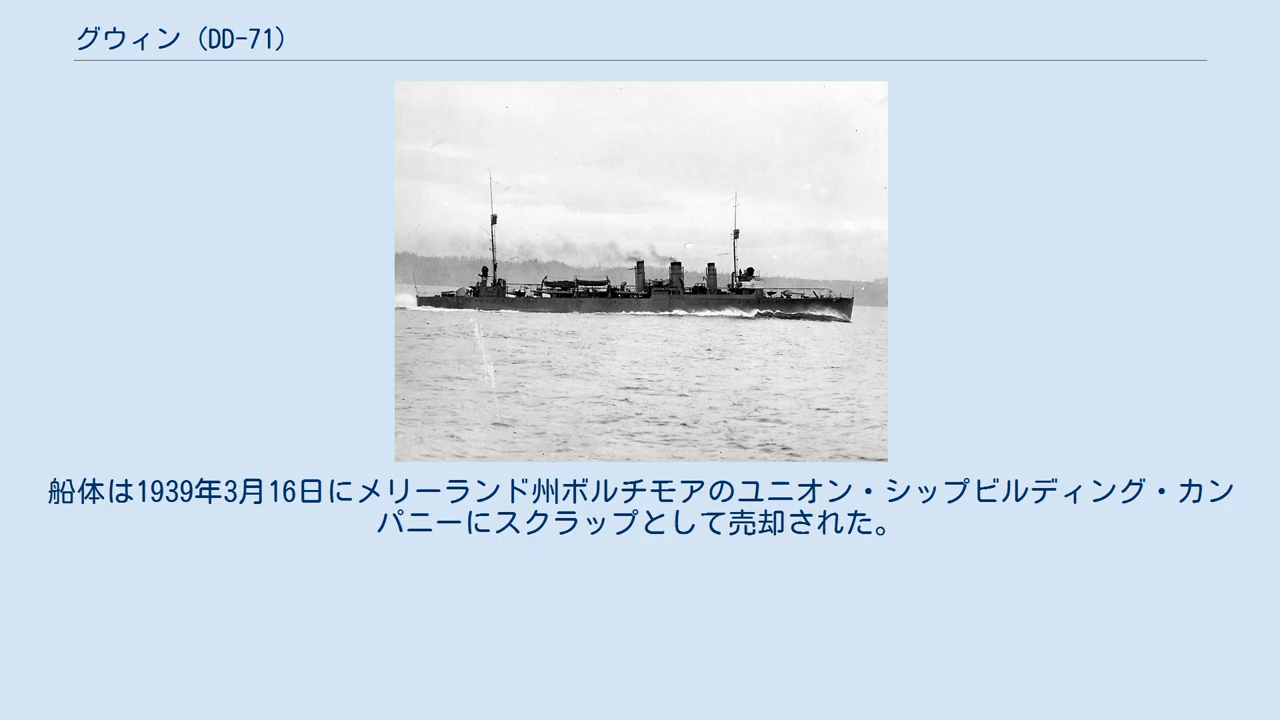 グウィン（DD-71）
船体は1939年3月16日にメリーランド州ボルチモアのユニオン・シップビルディング・カン
パニーにスクラップとして売却された。